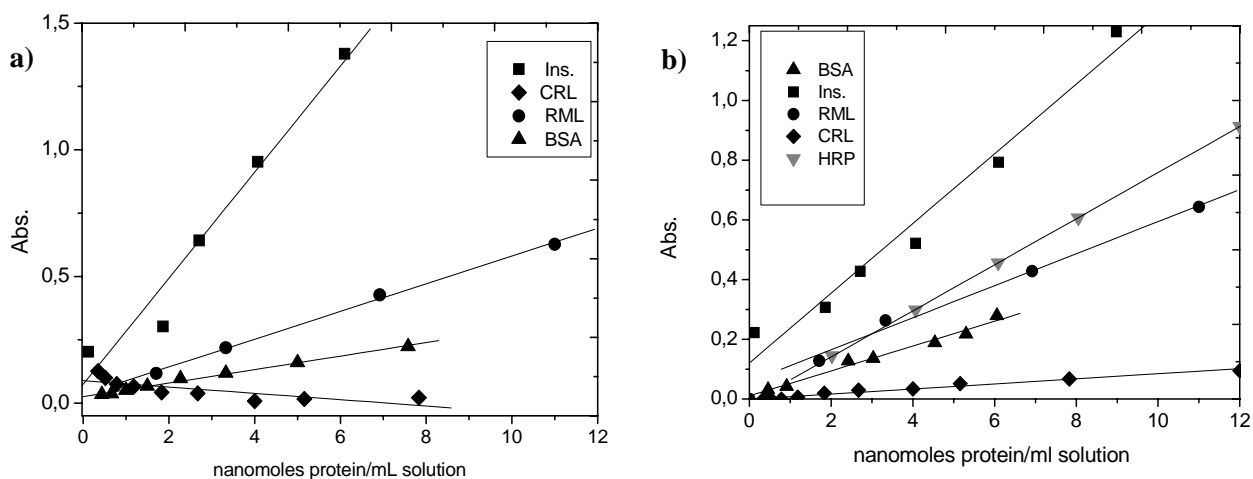 a)
1,5
1,0
0,5
0,0
Abs.
Ins.
CRL
RML
BSA
0 2 4 6 8 10 12
nanomoles protein/mL solution
b)
1,2
1,0
0,8
0,6
0,4
0,2
0,0
Abs.
BSA
Ins.
RML
CRL
HRP
0 2 4 6 8 10 12
nanomoles protein/ml solution